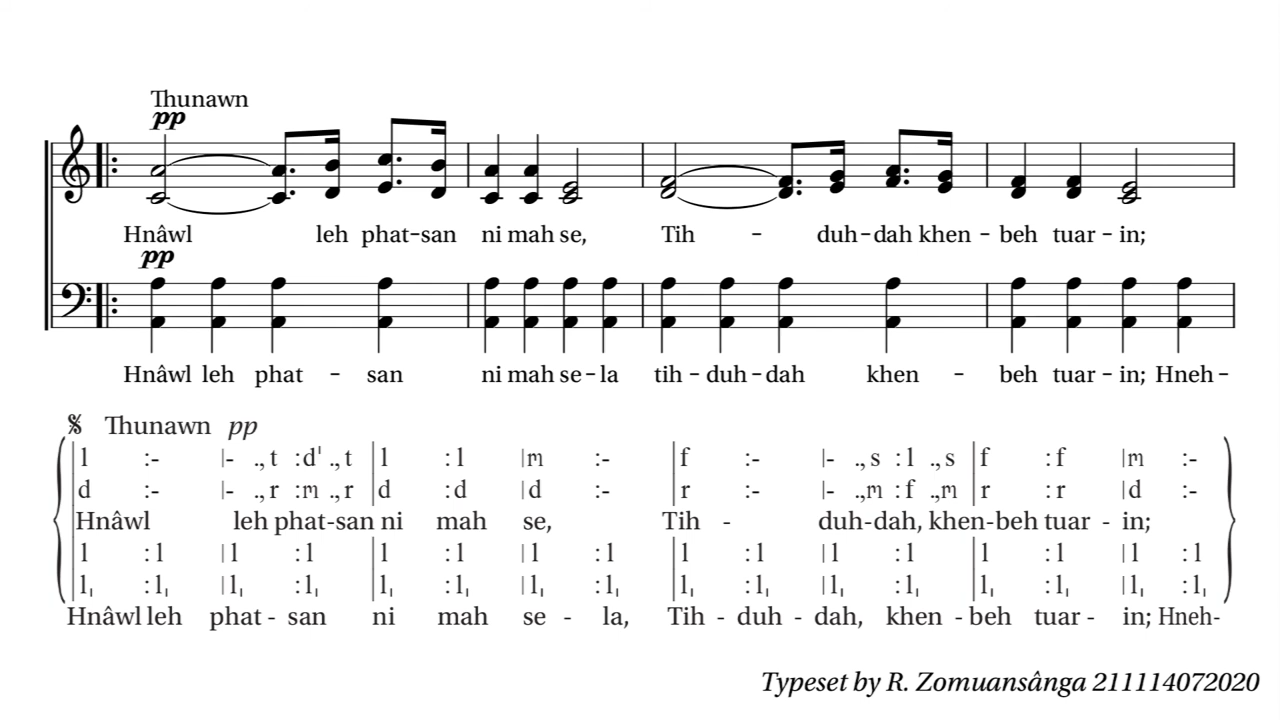 Thunawn
pp
Hnâwl leh phat-san ni mah se, Tih - duh-dah khen - beh tuar - in;
pp
Hnâwl leh phat - san ni mah se-la tih - duh-dah khen - beh tuar - in; Hneh -
𝄋 Thunawn pp
|l :- |- .,t :d' .,t |l :l |m :- |f :- |- .,s :l .,s |f :f |m :-
|d :- |- .,r :m .,r |d :d |d :- |r :- |- .,m :f .,m |r :r |d :-
Hnâwl leh phat-san ni mah se, Tih - duh-dah, khen-beh tuar - in;
|l :l |l :l |l :l |l :l |l :l |l :l |l :l |l :l
|l, :l, |l, :l, |l, :l, |l, :l, |l, :l, |l, :l, |l, :l, |l, :l,
Hnâwl leh phat - san ni mah se - la, Tih - duh - dah, khen - beh tuar - in; Hneh-
Typeset by R. Zomuansânga 211114072020